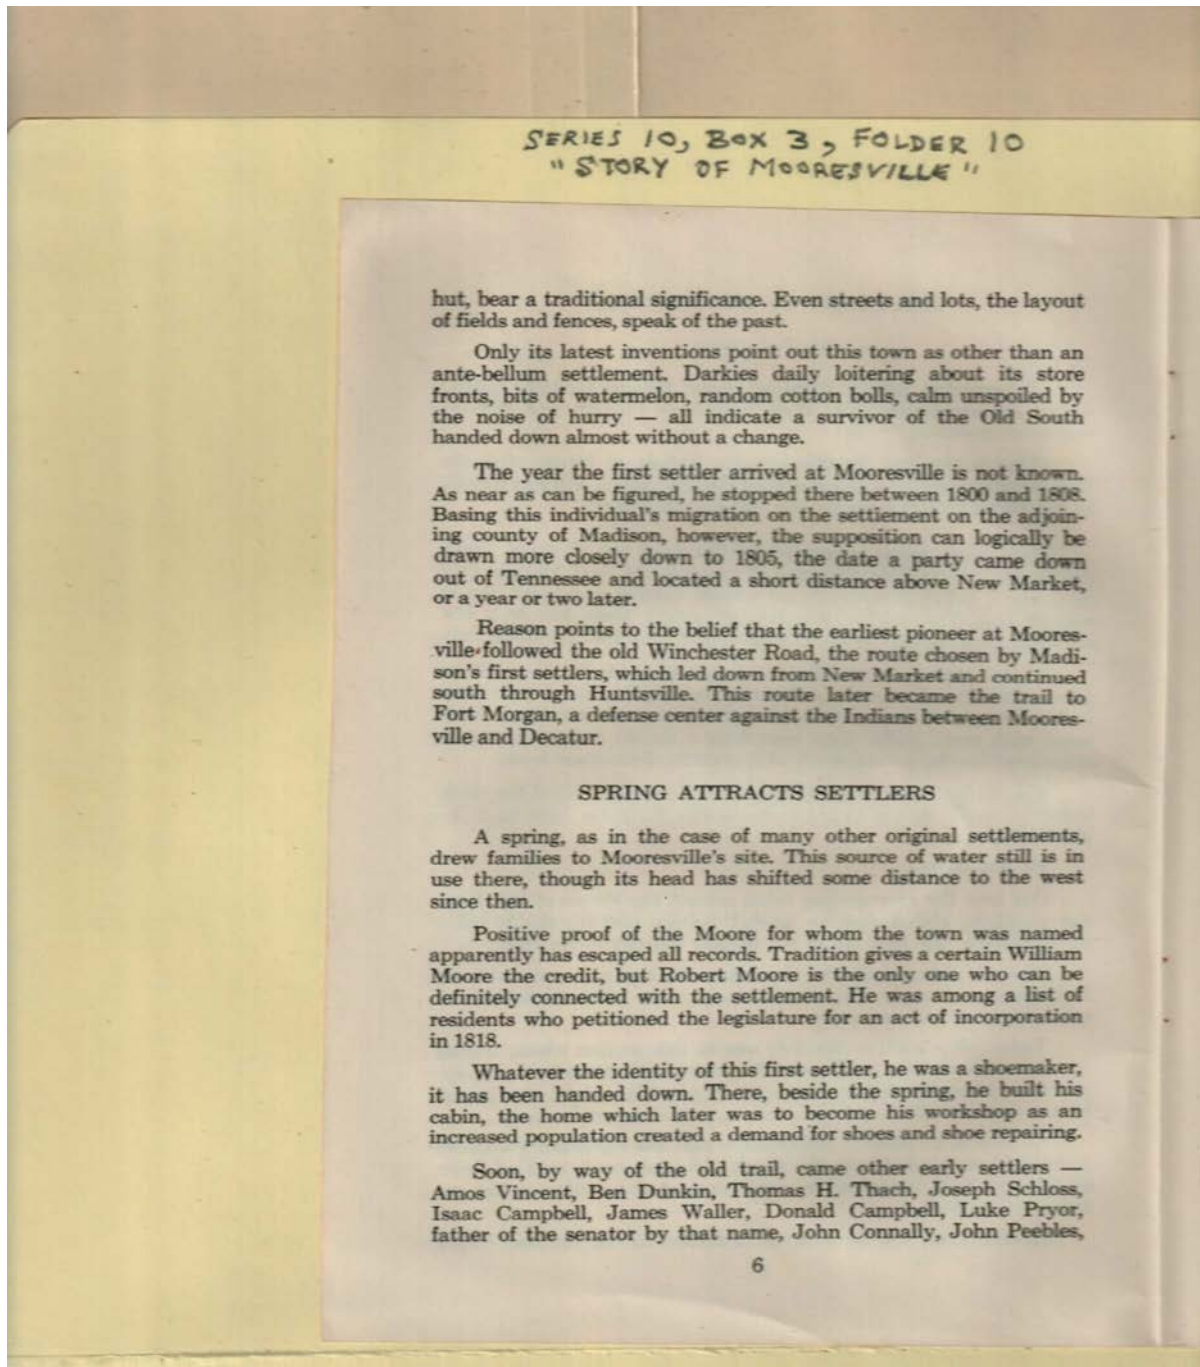 SERIES 10, BOX 3, FOLDER 10
"STORY OF MOORESVILLE"
hut, bear a traditional significance. Even streets and lots, the layout
of fields and fences, speak of the past.
Only its latest inventions point out this town as other than an
ante-bellum settlement. Darkies daily loitering about its store
fronts, bits of watermelon, random cotton bolls, calm unspoiled by
the noise of hurry — all indicate a survivor of the Old South
handed down almost without a change.
The year the first settler arrived at Mooresville is not known.
As near as can be figured, he stopped there between 1800 and 1808.
Basing this individual's migration on the settlement on the adjoin-
ing county of Madison, however, the supposition can logically be
drawn more closely down to 1805, the date a party came down
out of Tennessee and located a short distance above New Market,
or a year or two later.
Reason points to the belief that the earliest pioneer at Moores-
ville followed the old Winchester Road, the route chosen by Madi-
son's first settlers, which led down from New Market and continued
south through Huntsville. This route later became the trail to
Fort Morgan, a defense center against the Indians between Moores-
ville and Decatur.
SPRING ATTRACTS SETTLERS
A spring, as in the case of many other original settlements,
drew families to Mooresville's site. This source of water still is in
use there, though its head has shifted some distance to the west
since then.
Positive proof of the Moore for whom the town was named
apparently has escaped all records. Tradition gives a certain William
Moore the credit, but Robert Moore is the only one who can be
definitely connected with the settlement. He was among a list of
residents who petitioned the legislature for an act of incorporation
in 1818.
Whatever the identity of this first settler, he was a shoemaker,
it has been handed down. There, beside the spring, he built his
cabin, the home which later was to become his workshop as an
increased population created a demand for shoes and shoe repairing.
Soon, by way of the old trail, came other early settlers —
Amos Vincent, Ben Dunkin, Thomas H. Thach, Joseph Schloss,
Isaac Campbell, James Waller, Donald Campbell, Luke Pryor,
father of the senator by that name, John Connally, John Peebles,
6